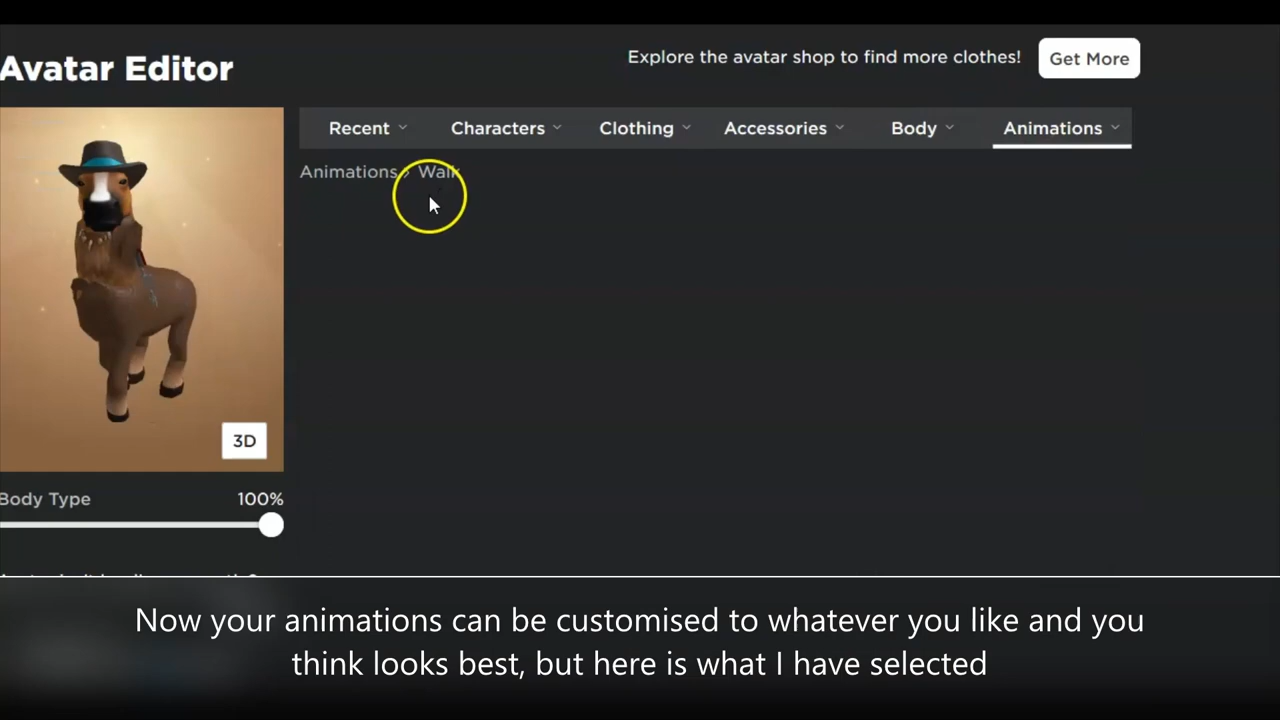 Explore the avatar shop to find more clothes!
Get More
Avatar Editor
Recent
Characters
Clothing
Accessories
Body
Animations
Animations › Walk
3D
Body Type
100%
Now your animations can be customised to whatever you like and you
think looks best, but here is what I have selected